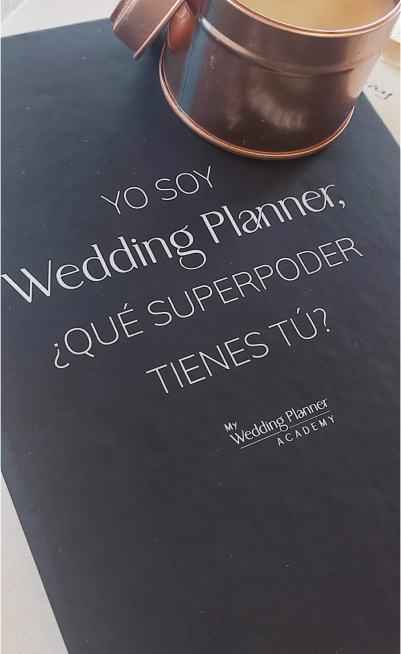 YO SOY
Wedding Planner,
¿QUÉ SUPERPODER
TIENES TÚ?
MY
Wedding Planner
ACADEMY